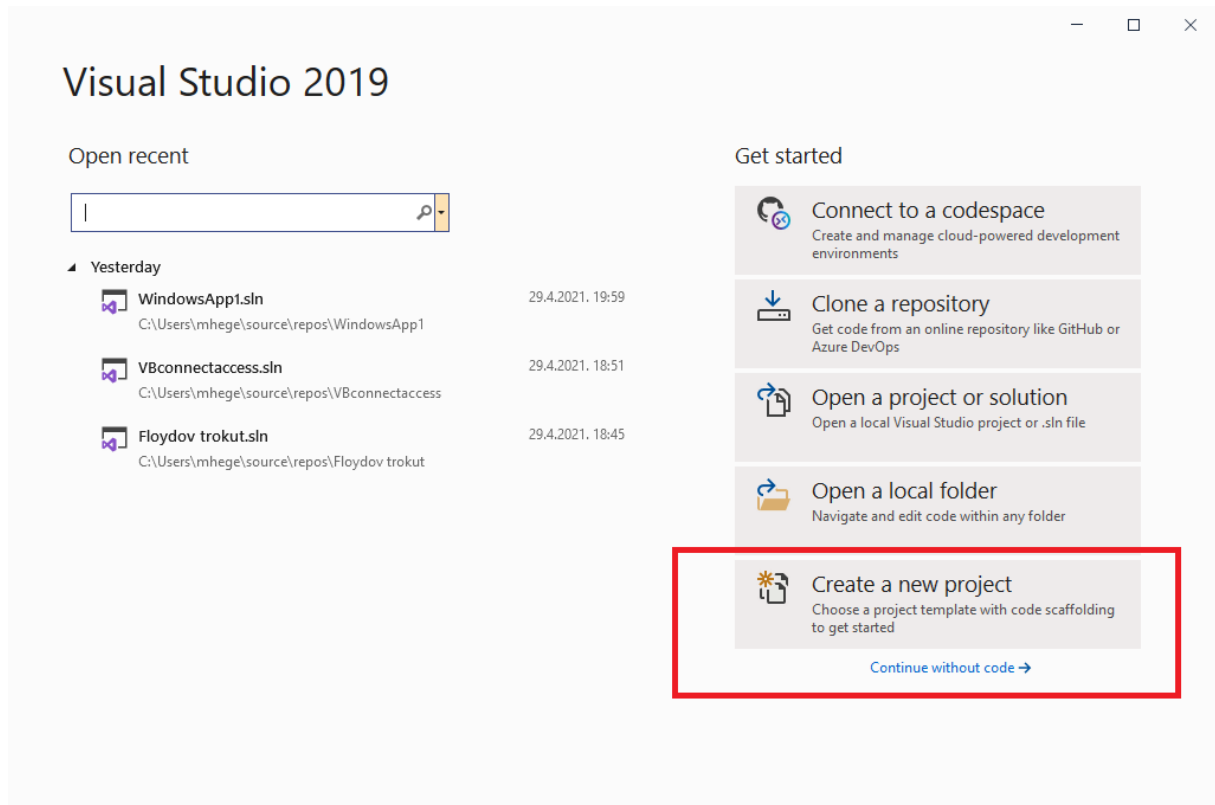 Visual Studio 2019
Open recent
Yesterday
WindowsApp1.sln 29.4.2021. 19:59
C:\Users\mhege\source\repos\WindowsApp1
VBconnectaccess.sln 29.4.2021. 18:51
C:\Users\mhege\source\repos\VBconnectaccess
Floydov trokut.sln 29.4.2021. 18:45
C:\Users\mhege\source\repos\Floydov trokut
Get started
Connect to a codespace
Create and manage cloud-powered development
environments
Clone a repository
Get code from an online repository like GitHub or
Azure DevOps
Open a project or solution
Open a local Visual Studio project or .sln file
Open a local folder
Navigate and edit code within any folder
Create a new project
Choose a project template with code scaffolding
to get started
Continue without code →